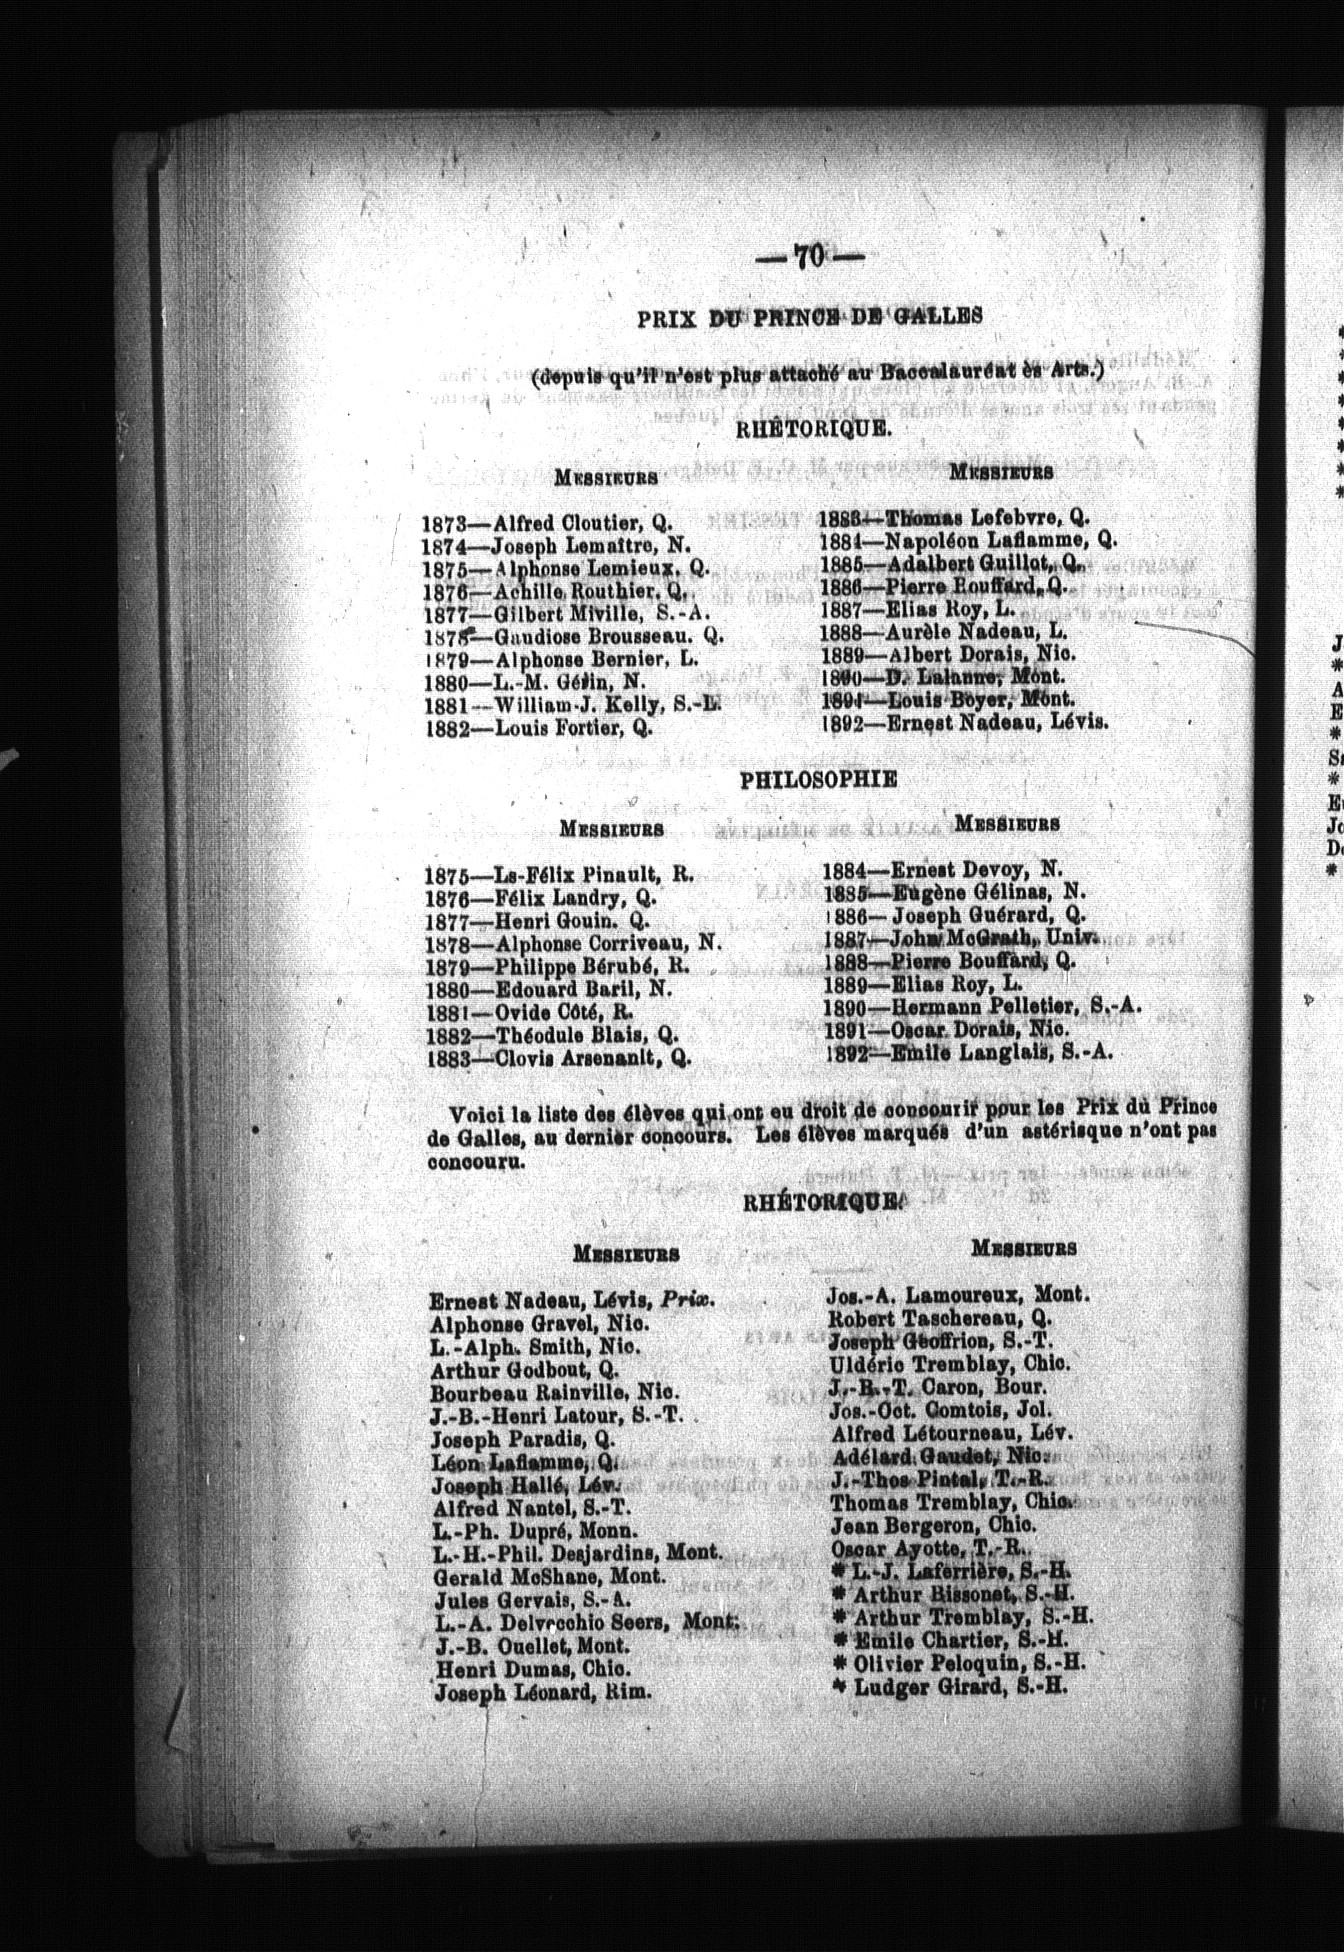 — 70 —
PRIX DU PRINCE DE GALLES
(depuis qu'il n'est plus attaché au Baccalauréat ès Arts.)
RHÉTORIQUE.
MESSIEURS
1873—Alfred Cloutier, Q.
1874—Joseph Lemaître, N.
1875—Alphonse Lemieux, Q.
1876—Achille Routhier, Q.
1877—Gilbert Miville, S.-A.
1878—Gaudiose Brousseau. Q.
1879—Alphonse Bernier, L.
1880—L.-M. Gélin, N.
1881—William-J. Kelly, S.-L.
1882—Louis Fortier, Q.
MESSIEURS
1883—Thomas Lefebvre, Q.
1884—Napoléon Laflamme, Q.
1885—Adalbert Guillot, Q.
1886—Pierre Bouffard, Q.
1887—Elias Roy, L.
1888—Aurèle Nadeau, L.
1889—Albert Dorais, Nic.
1890—D. Lalanne, Mont.
1891—Louis Boyer, Mont.
1892—Ernest Nadeau, Lévis.
PHILOSOPHIE
MESSIEURS
1875—Ls-Félix Pinault, R.
1876—Félix Landry, Q.
1877—Henri Gouin. Q.
1878—Alphonse Corriveau, N.
1879—Philippe Bérubé, R.
1880—Edouard Baril, N.
1881—Ovide Côté, R.
1882—Théodule Blais, Q.
1883—Clovis Arsenault, Q.
MESSIEURS
1884—Ernest Devoy, N.
1885—Eugène Gélinas, N.
1886—Joseph Guérard, Q.
1887—John McGrath, Univ.
1888—Pierre Bouffard, Q.
1889—Elias Roy, L.
1890—Hermann Pelletier, S.-A.
1891—Oscar Dorais, Nic.
1892—Emile Langlais, S.-A.
Voici la liste des élèves qui ont eu droit de concourir pour les Prix du Prince
de Galles, au dernier concours. Les élèves marqués d'un astérisque n'ont pas
concouru.
RHÉTORIQUE.
MESSIEURS
Ernest Nadeau, Lévis, Prix.
Alphonse Gravel, Nic.
L.-Alph. Smith, Nic.
Arthur Godbout, Q.
Bourbeau Rainville, Nic.
J.-B.-Henri Latour, S.-T.
Joseph Paradis, Q.
Léon Laflamme, Q.
Joseph Hallé, Lév.
Alfred Nantel, S.-T.
L.-Ph. Dupré, Monn.
L.-H.-Phil. Desjardins, Mont.
Gerald McShane, Mont.
Jules Gervais, S.-A.
L.-A. Delvecchio Seers, Mont.
J.-B. Ouellet, Mont.
Henri Dumas, Chic.
Joseph Léonard, Rim.
MESSIEURS
Jos.-A. Lamoureux, Mont.
Robert Taschereau, Q.
Joseph Geoffrion, S.-T.
Uldéric Tremblay, Chic.
J.-B.-T. Caron, Bour.
Jos.-Oct. Comtois, Jol.
Alfred Létourneau, Lév.
Adélard Gaudet, Nic.
J.-Thos Pintal, T.-R.
Thomas Tremblay, Chic.
Jean Bergeron, Chic.
Oscar Ayotte, T.-R.
* L.-J. Laferrière, S.-H.
* Arthur Bissonet, S.-H.
* Arthur Tremblay, S.-H.
* Emile Chartier, S.-H.
* Olivier Peloquin, S.-H.
* Ludger Girard, S.-H.